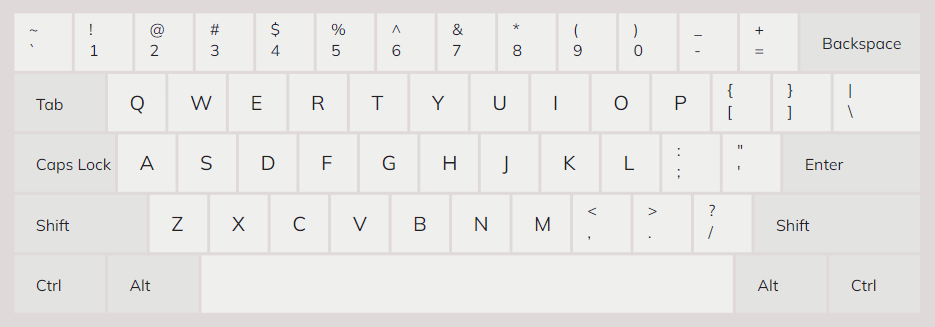 ~ ! @ # $ % ^ & * ( ) _ +
` 1 2 3 4 5 6 7 8 9 0 - = Backspace
{ } |
Tab Q W E R T Y U I O P [ ] \
: "
Caps Lock A S D F G H J K L ; ' Enter
< > ?
Shift Z X C V B N M , . / Shift
Ctrl Alt Alt Ctrl